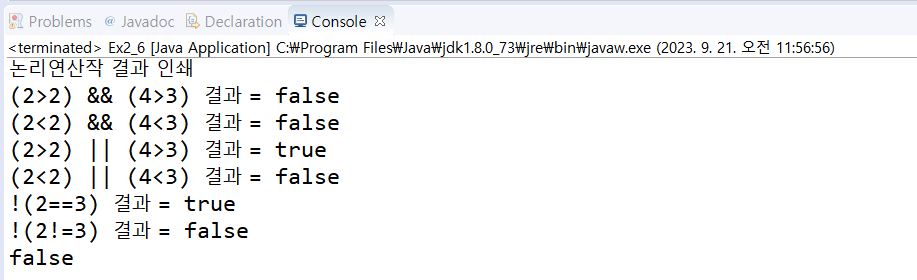 Problems @ Javadoc Declaration Console
<terminated> Ex2_6 [Java Application] C:₩Program Files₩Java₩jdk1.8.0_73₩jre₩bin₩javaw.exe (2023. 9. 21. 오전 11:56:56)
논리연산작 결과 인쇄
(2>2) && (4>3) 결과 = false
(2<2) && (4<3) 결과 = false
(2>2) || (4>3) 결과 = true
(2<2) || (4<3) 결과 = false
!(2==3) 결과 = true
!(2!=3) 결과 = false
false